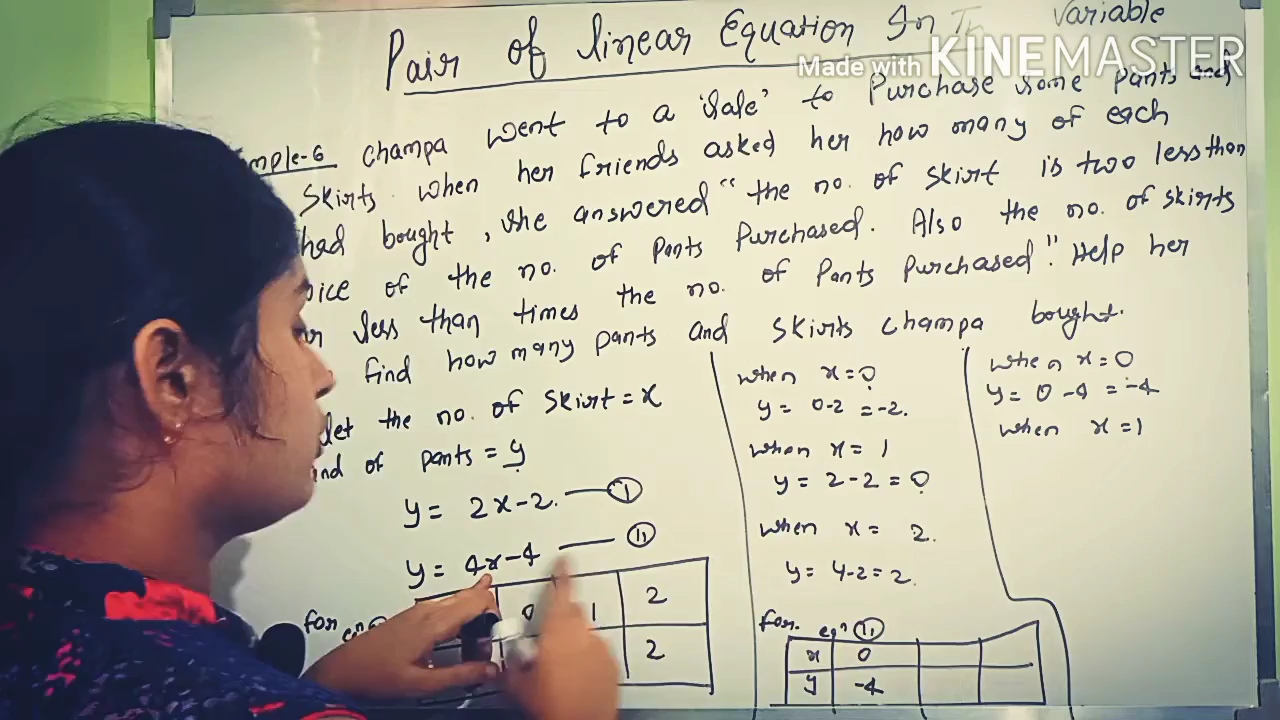 Pair of linear Equation In Variable
Made with KINEMASTER
mple-6 Champa went to a 'sale' to Purchase some Pants and
Skirts. When her friends asked her how many of each
had bought, she answered "the no. of skirt is two less than
ice of the no. of Pants Purchased. Also the no. of skirts
less than times the no. of Pants Purchased". Help her
find how many pants and skirts champa bought.
let the no. of skirt = x
and of pants = y
y = 2x-2. — (I)
y = 4x-4 — (II)
for eqn
0 1 2
2
when x=0
y = 0-2 = -2.
when x = 1
y = 2-2 = 0
when x = 2.
y = 4-2 = 2.
for. eqn (II)
x 0
y -4
when x=0
y = 0-4 = -4
when x=1